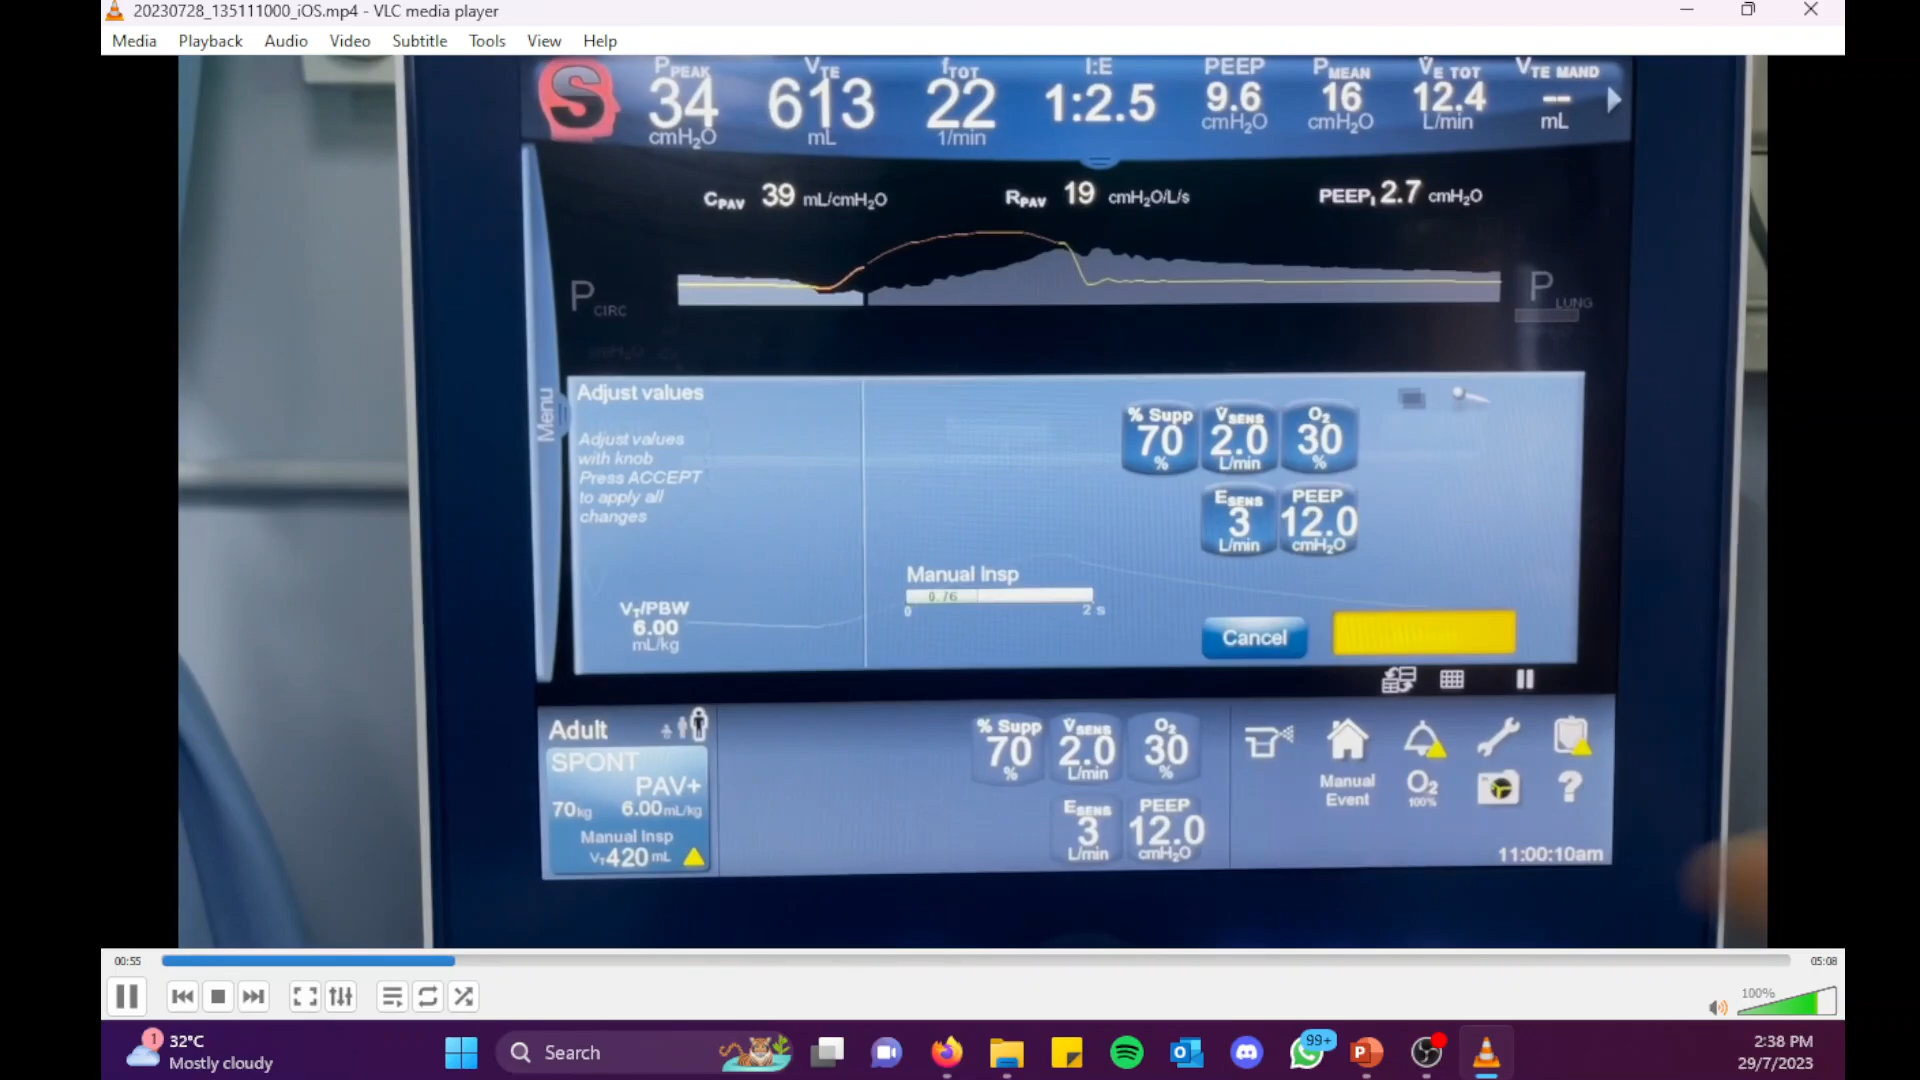 20230728_135111000_iOS.mp4 - VLC media player
Media Playback Audio Video Subtitle Tools View Help
PPEAK VTE fTOT I:E PEEP PMEAN V̇E TOT VTE MAND
S 34 613 22 1:2.5 9.6 16 12.4 --
cmH2O mL 1/min cmH2O cmH2O L/min mL
CPAV 39 mL/cmH2O RPAV 19 cmH2O/L/s PEEPI 2.7 cmH2O
PCIRC PLUNG
Menu
Adjust values
Adjust values
with knob
Press ACCEPT
to apply all
changes
% Supp V̇SENS O2
70 2.0 30
% L/min %
ESENS PEEP
3 12.0
L/min cmH2O
Manual Insp
0.76
0 2 s
VT/PBW
6.00
mL/kg
Cancel
Adult
SPONT
PAV+
70kg 6.00mL/kg
Manual Insp
VT420mL
% Supp V̇SENS O2
70 2.0 30
% L/min %
ESENS PEEP
3 12.0
L/min cmH2O
Manual
Event
O2
100%
?
11:00:10am
00:55 05:08
100%
1
32°C
Mostly cloudy
Search
99+
2:38 PM
29/7/2023